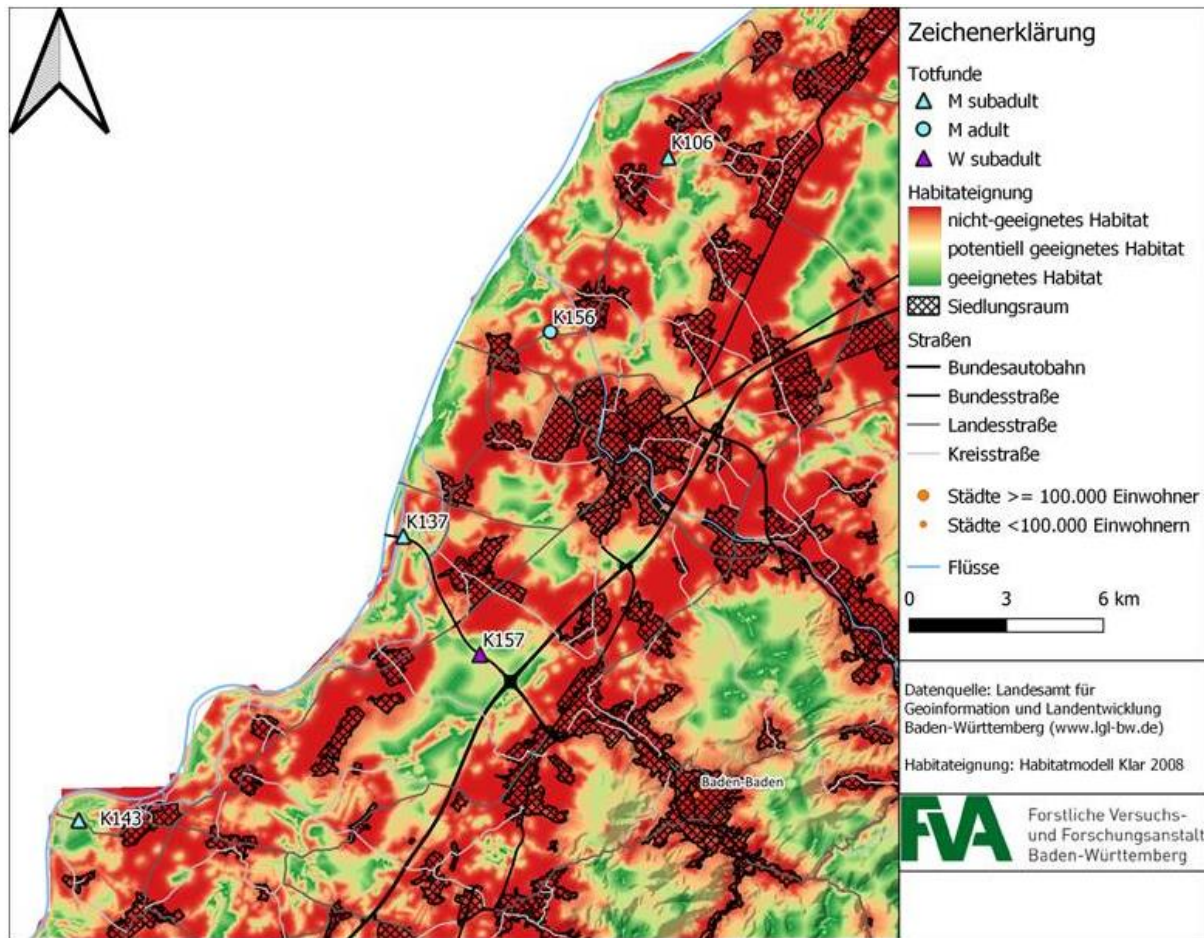 K106
K156
K137
K157
Baden-Baden
K143
Zeichenerklärung
Totfunde
M subadult
M adult
W subadult
Habitateignung
nicht-geeignetes Habitat
potentiell geeignetes Habitat
geeignetes Habitat
Siedlungsraum
Straßen
Bundesautobahn
Bundesstraße
Landesstraße
Kreisstraße
Städte >= 100.000 Einwohner
Städte <100.000 Einwohnern
Flüsse
0 3 6 km
Datenquelle: Landesamt für
Geoinformation und Landentwicklung
Baden-Württemberg (www.lgl-bw.de)
Habitateignung: Habitatmodell Klar 2008
FVA
Forstliche Versuchs-
und Forschungsanstalt
Baden-Württemberg